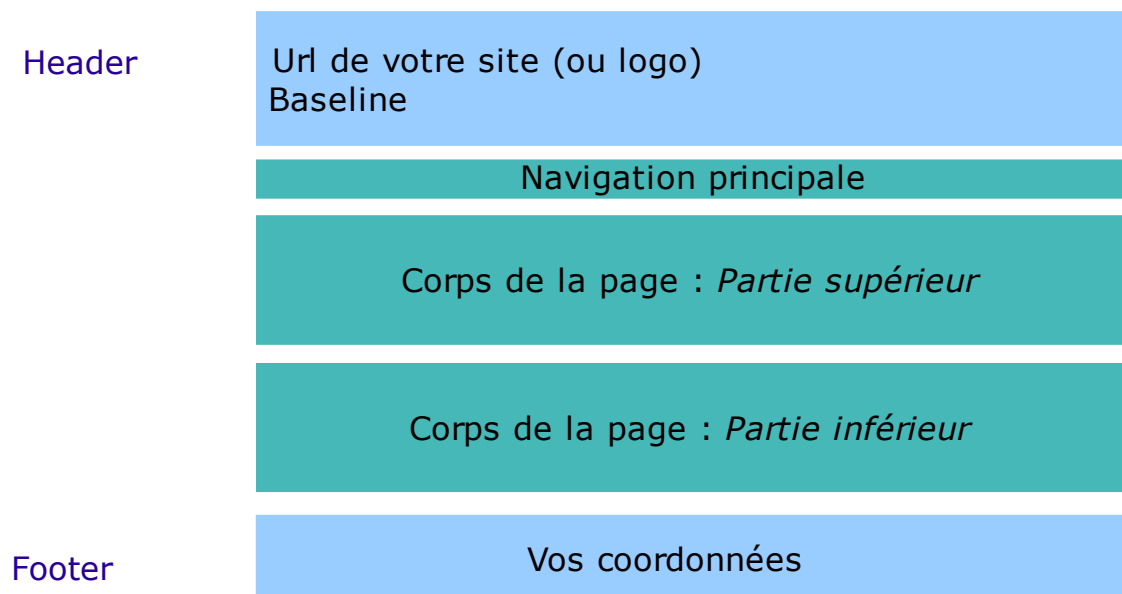 Header
Url de votre site (ou logo)
Baseline
Navigation principale
Corps de la page : Partie supérieur
Corps de la page : Partie inférieur
Footer
Vos coordonnées